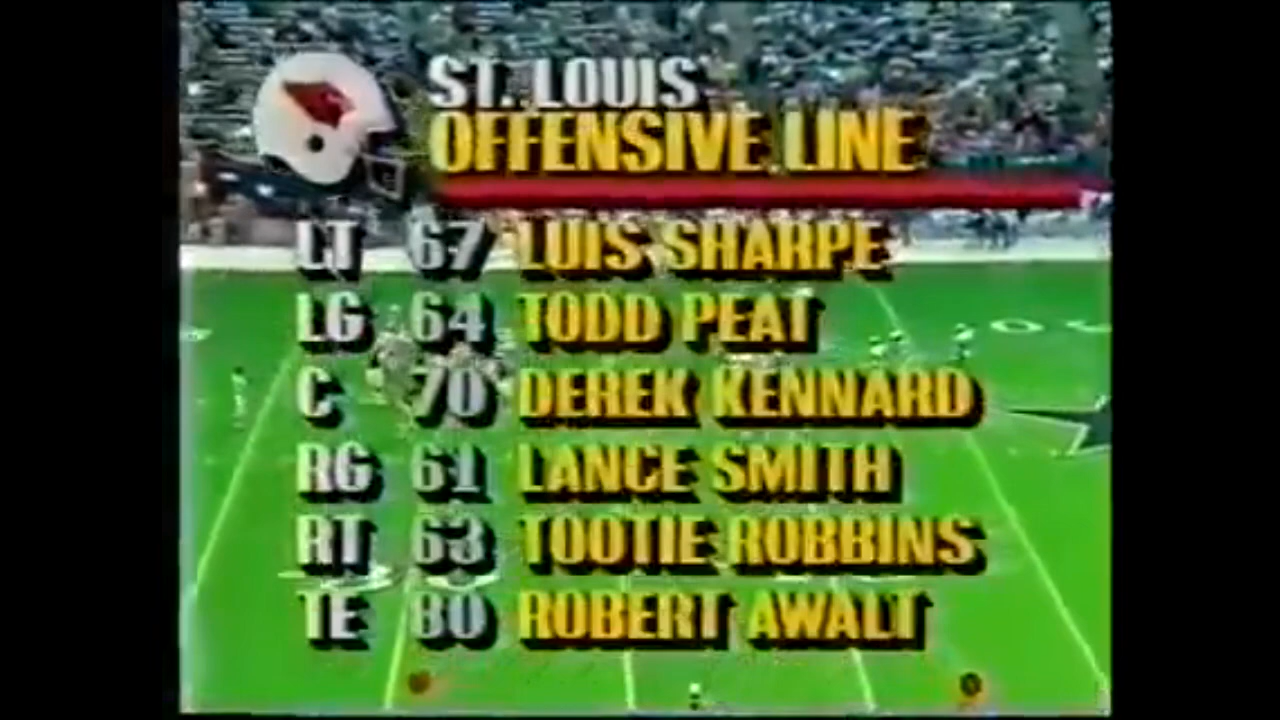 ST. LOUIS
OFFENSIVE LINE
LT 67 LUIS SHARPE
LG 64 TODD PEAT
C 70 DEREK KENNARD
RG 61 LANCE SMITH
RT 63 TOOTIE ROBBINS
TE 80 ROBERT AWALT